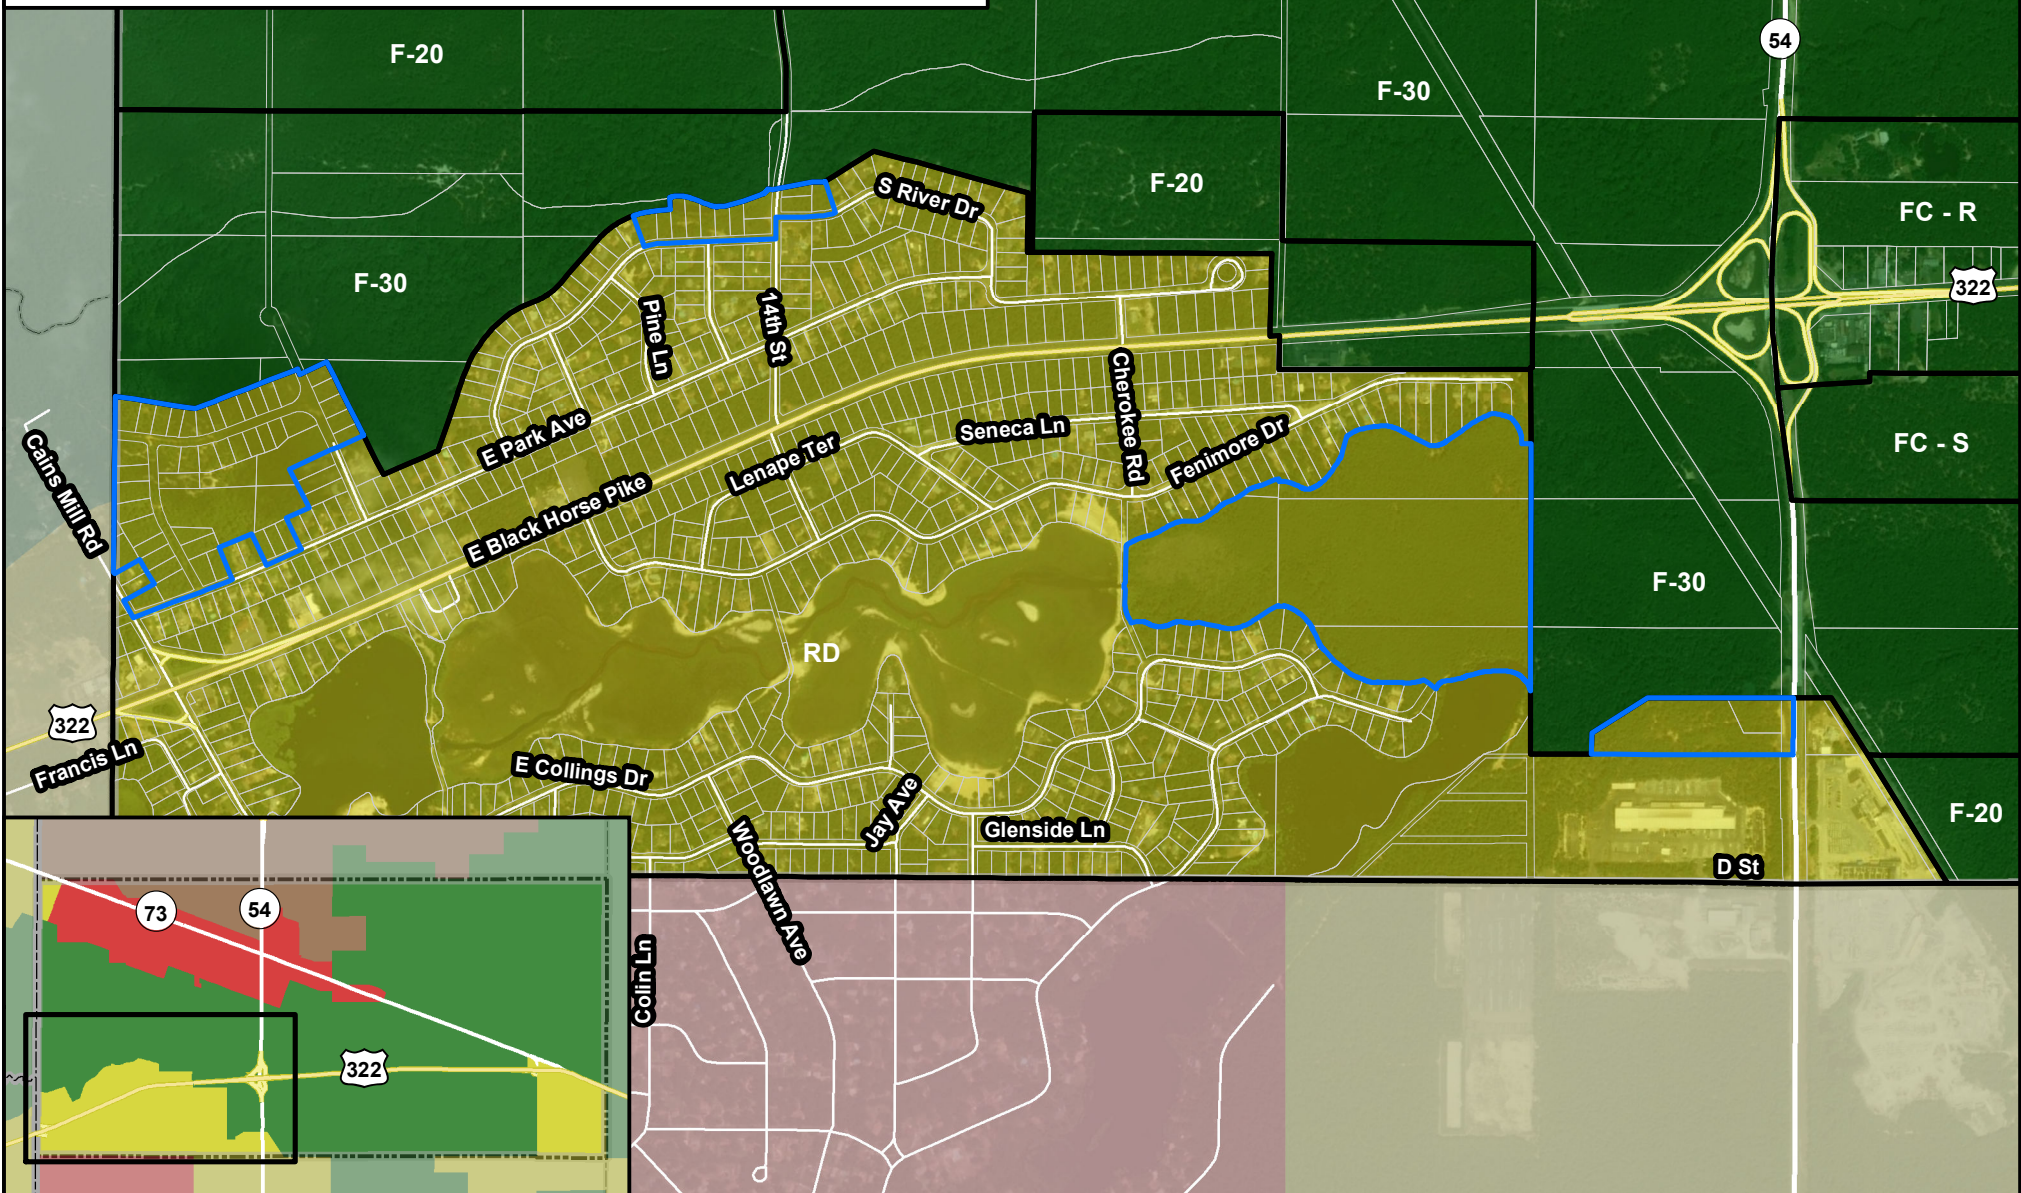 F-20
54
F-30
F-20
S River Dr
FC - R
F-30
322
Pine Ln
14th St
Cherokee Rd
E Park Ave
Seneca Ln
Fenimore Dr
FC - S
Lenape Ter
Cains Mill Rd
E Black Horse Pike
F-30
RD
322
Francis Ln
E Collings Dr
Jay Ave
Glenside Ln
F-20
Woodlawn Ave
D St
73
54
Colin Ln
322